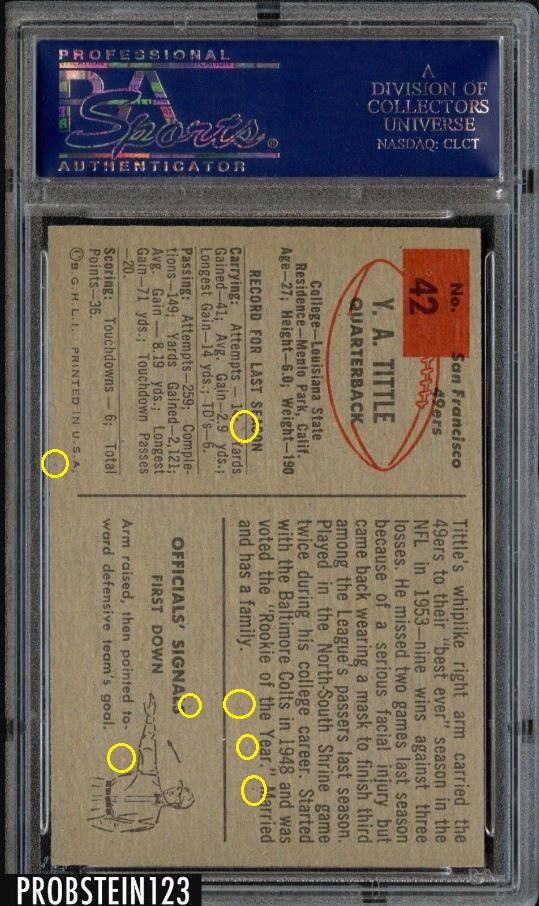 PROFESSIONAL
PSA
Sports®
AUTHENTICATOR
A
DIVISION OF
COLLECTORS
UNIVERSE
NASDAQ: CLCT
No.
42
San Francisco
49ers
Y. A. TITTLE
QUARTERBACK
College—Louisiana State
Residence—Menlo Park, Calif.
Age—27; Height—6.0; Weight—190
RECORD FOR LAST SEASON
Carrying: Attempts — Yards
Gained—41; Avg. Gain—2.9 yds.;
Longest Gain—14 yds.; TD's—6.
Passing: Attempts—259; Comple-
tions—149; Yards Gained—2,121;
Avg. Gain — 8.19 yds.; Longest
Gain—71 yds.; Touchdown Passes
—20.
Scoring: Touchdowns — 6; Total
Points—36.
©B.G.H.L.I. PRINTED IN U.S.A.
Tittle's whiplike right arm carried the
49ers to their "best ever" season in the
NFL in 1953—nine wins against three
losses. He missed two games last season
because of a serious facial injury but
came back wearing a mask to finish third
among the League's passers last season.
Played in the North-South Shrine game
twice during his college career. Started
with the Baltimore Colts in 1948 and was
voted the "Rookie of the Year." Married
and has a family.
OFFICIALS' SIGNALS
FIRST DOWN
Arm raised, then pointed to-
ward defensive team's goal.
PROBSTEIN123